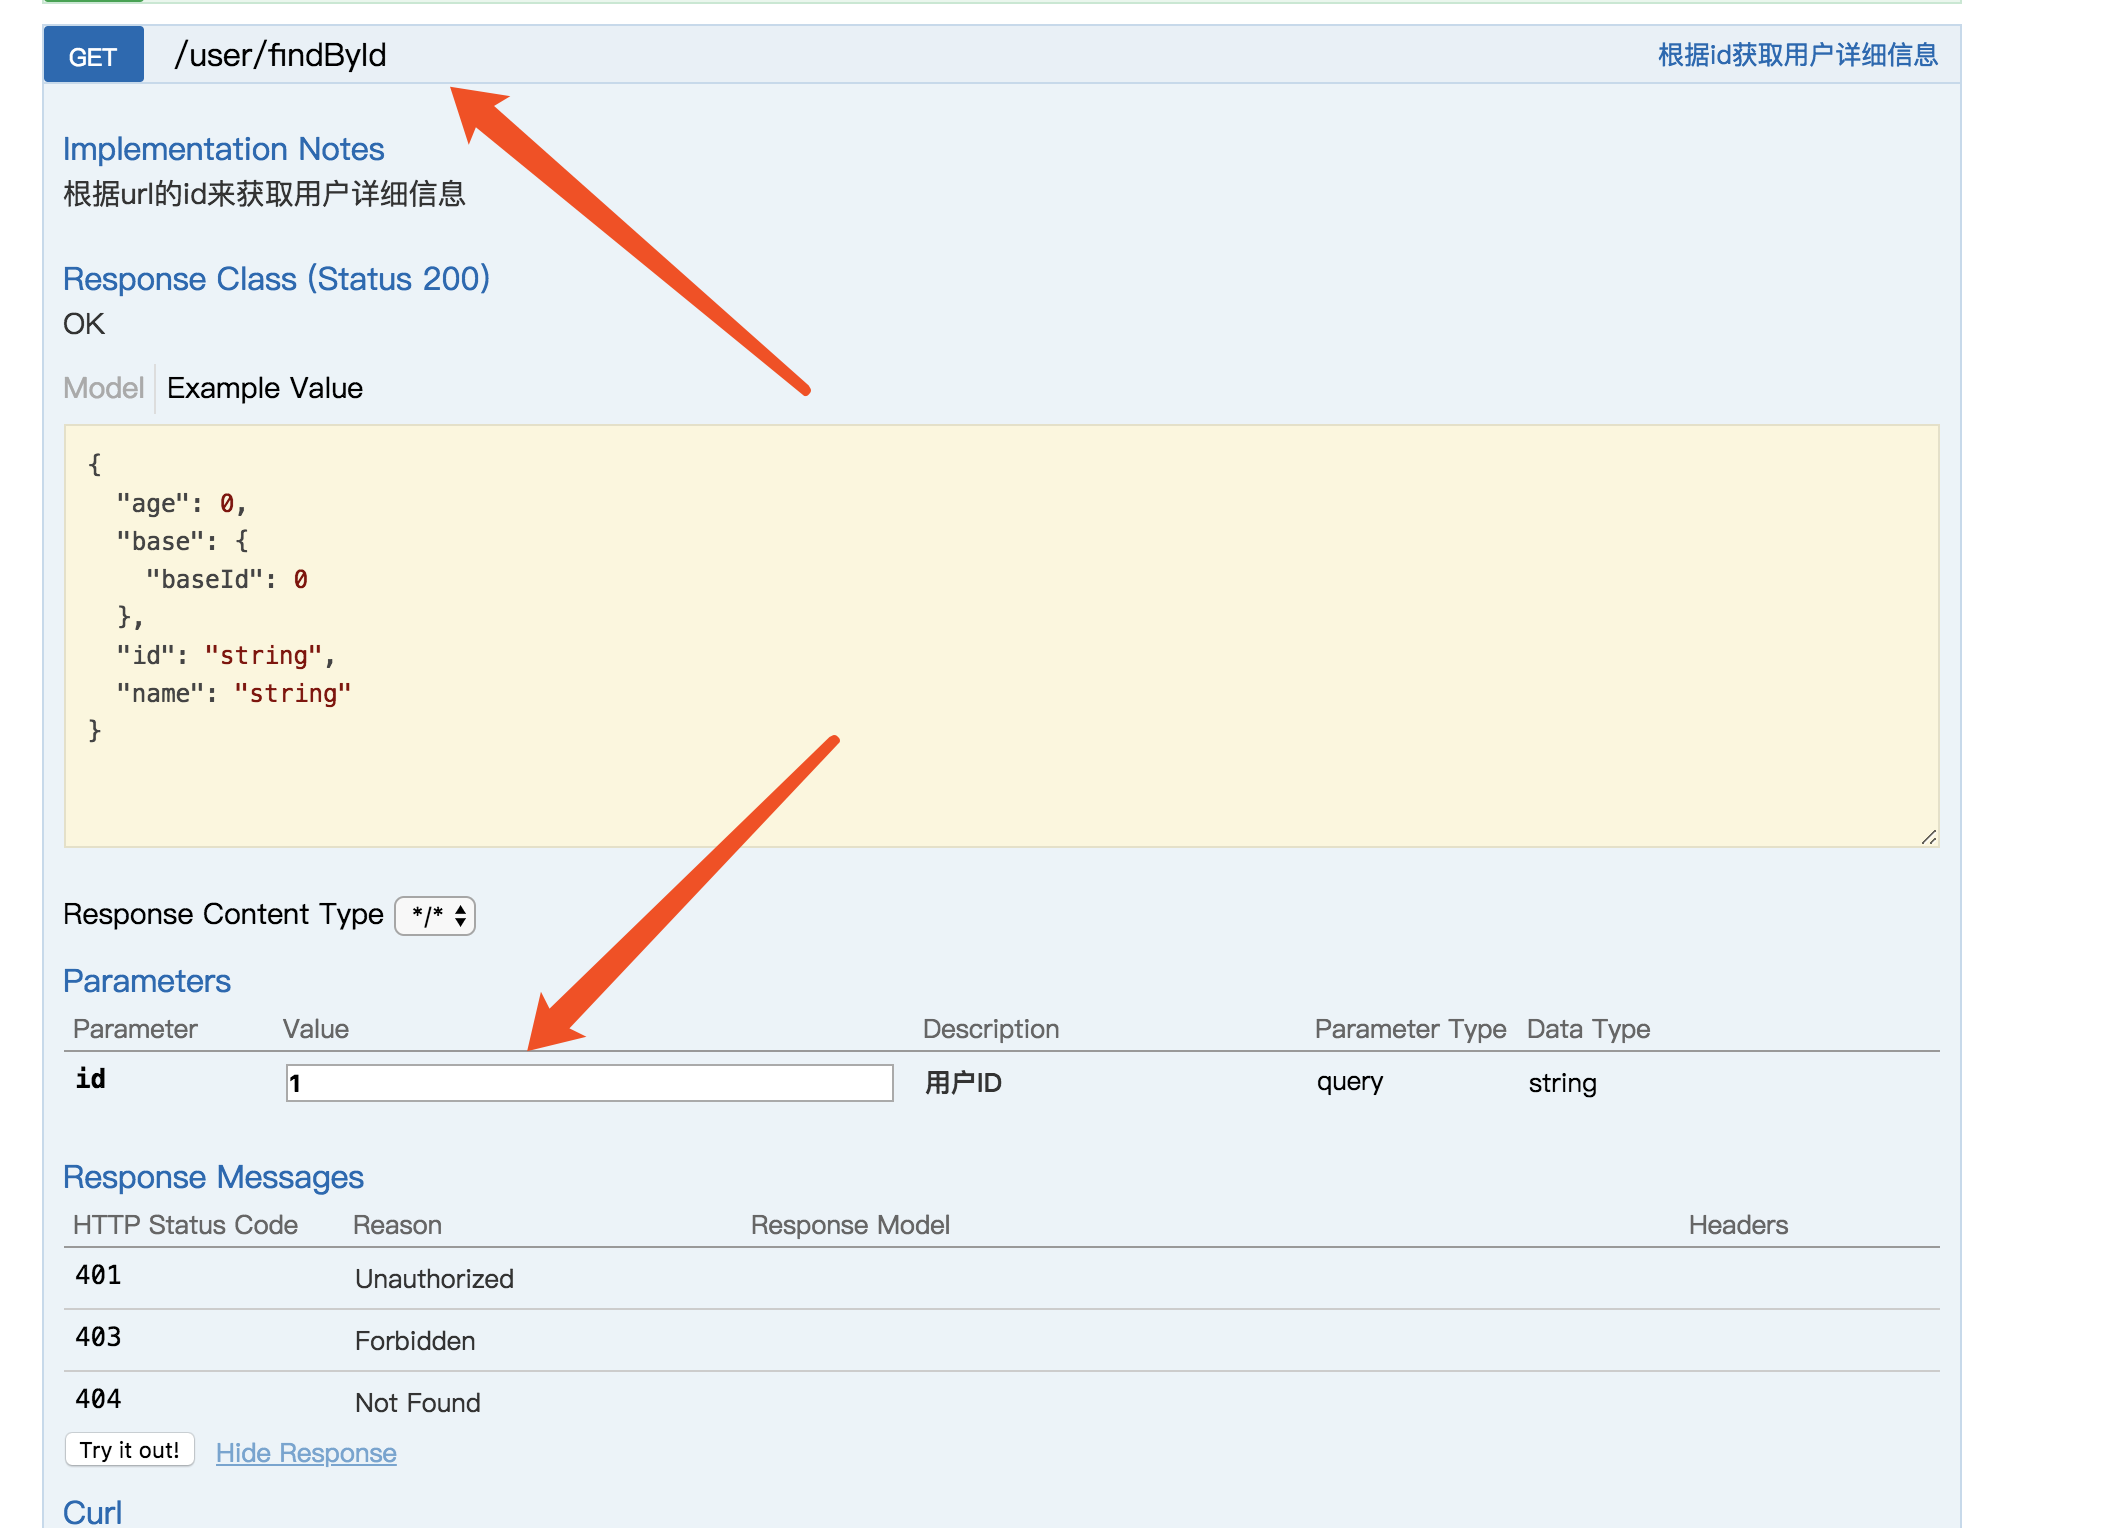 GET /user/findById 根据id获取用户详细信息
Implementation Notes
根据url的id来获取用户详细信息
Response Class (Status 200)
OK
Model Example Value
{
  "age": 0,
  "base": {
    "baseId": 0
  },
  "id": "string",
  "name": "string"
}
Response Content Type */*
Parameters
Parameter Value Description Parameter Type Data Type
id 1 用户ID query string
Response Messages
HTTP Status Code Reason Response Model Headers
401 Unauthorized
403 Forbidden
404 Not Found
Try it out! Hide Response
Curl